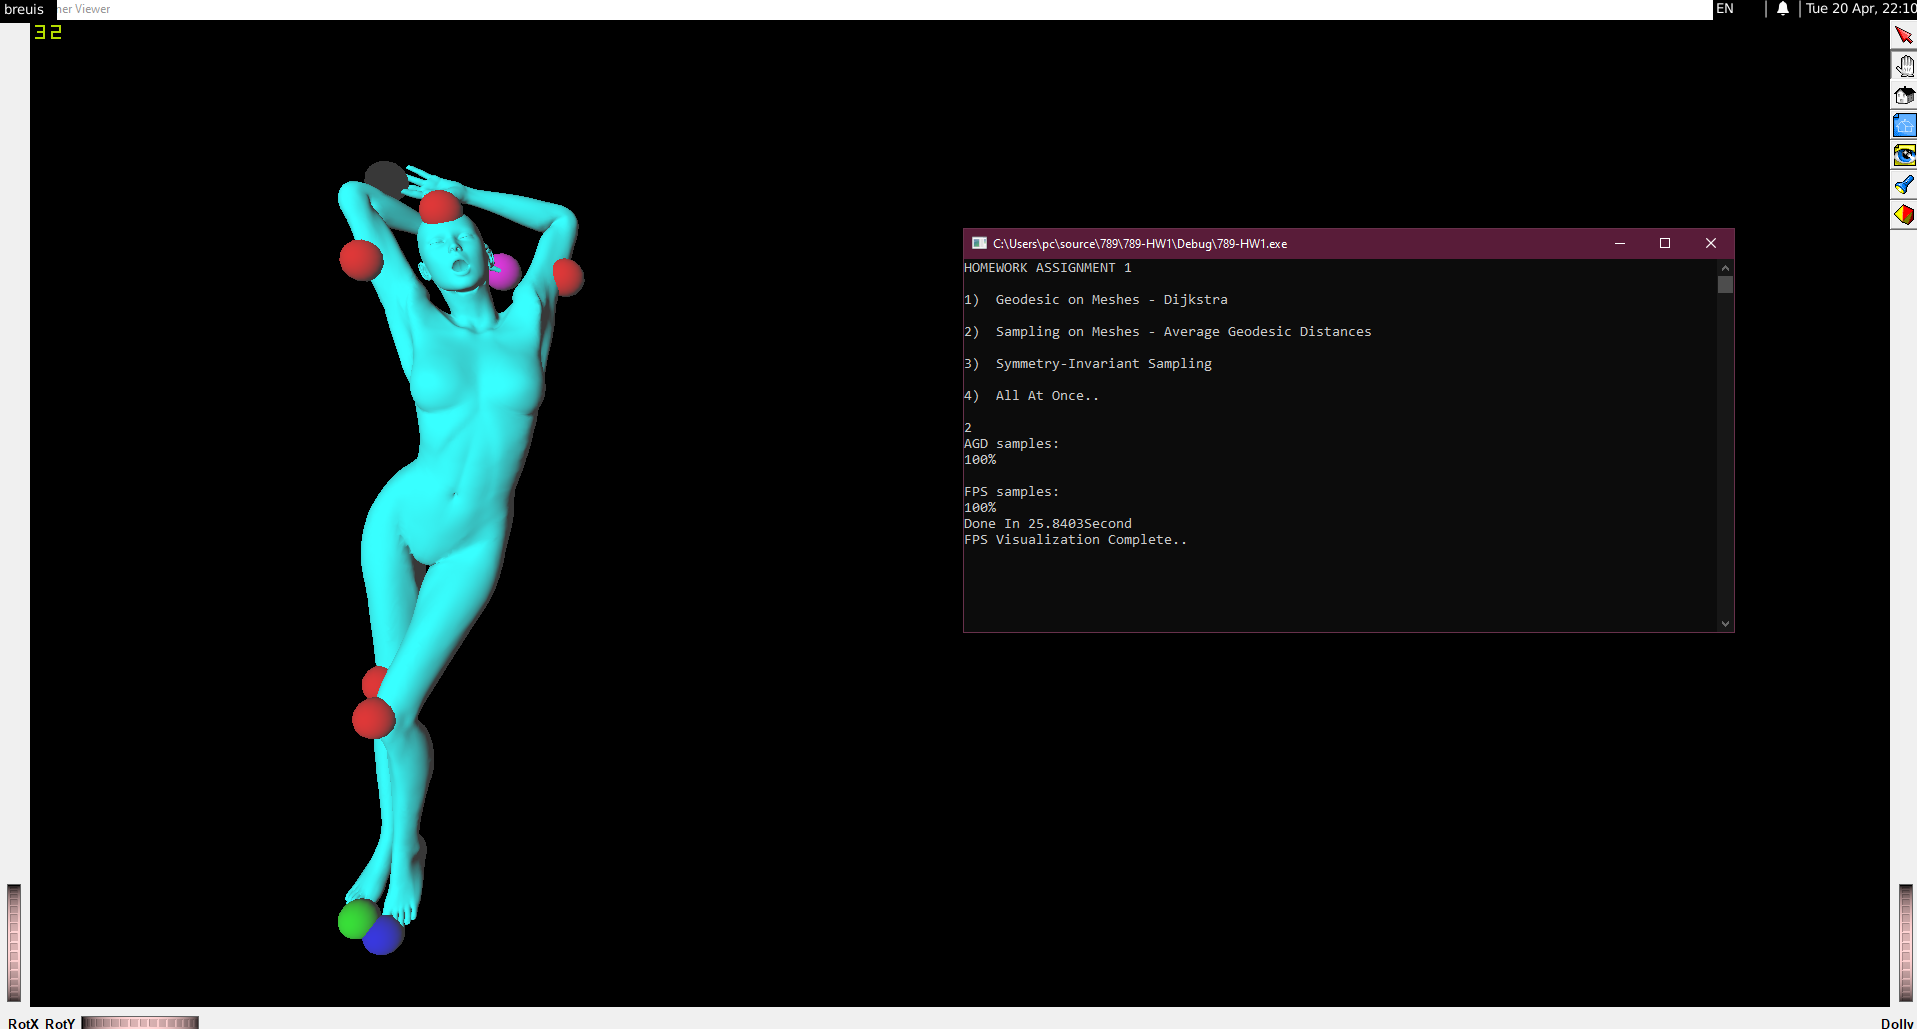 breuis
ner Viewer
EN
Tue 20 Apr, 22:10
32
C:\Users\pc\source\789\789-HW1\Debug\789-HW1.exe
HOMEWORK ASSIGNMENT 1
1) Geodesic on Meshes - Dijkstra
2) Sampling on Meshes - Average Geodesic Distances
3) Symmetry-Invariant Sampling
4) All At Once..
2
AGD samples:
100%
FPS samples:
100%
Done In 25.8403Second
FPS Visualization Complete..
RotX RotY
Dolly